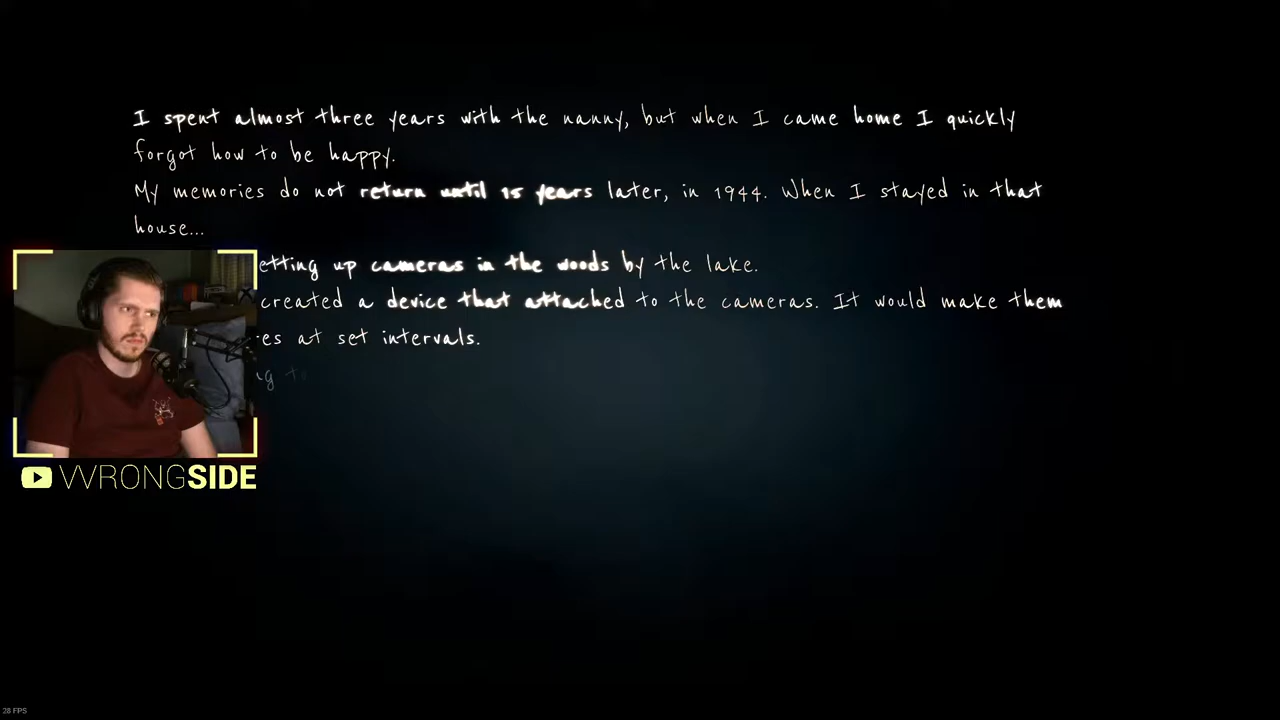 I spent almost three years with the nanny, but when I came home I quickly
forgot how to be happy.
My memories do not return until 15 years later, in 1944. When I stayed in that
house...
etting up cameras in the woods by the lake.
created a device that attached to the cameras. It would make them
es at set intervals.
VVRONGSIDE
28 FPS